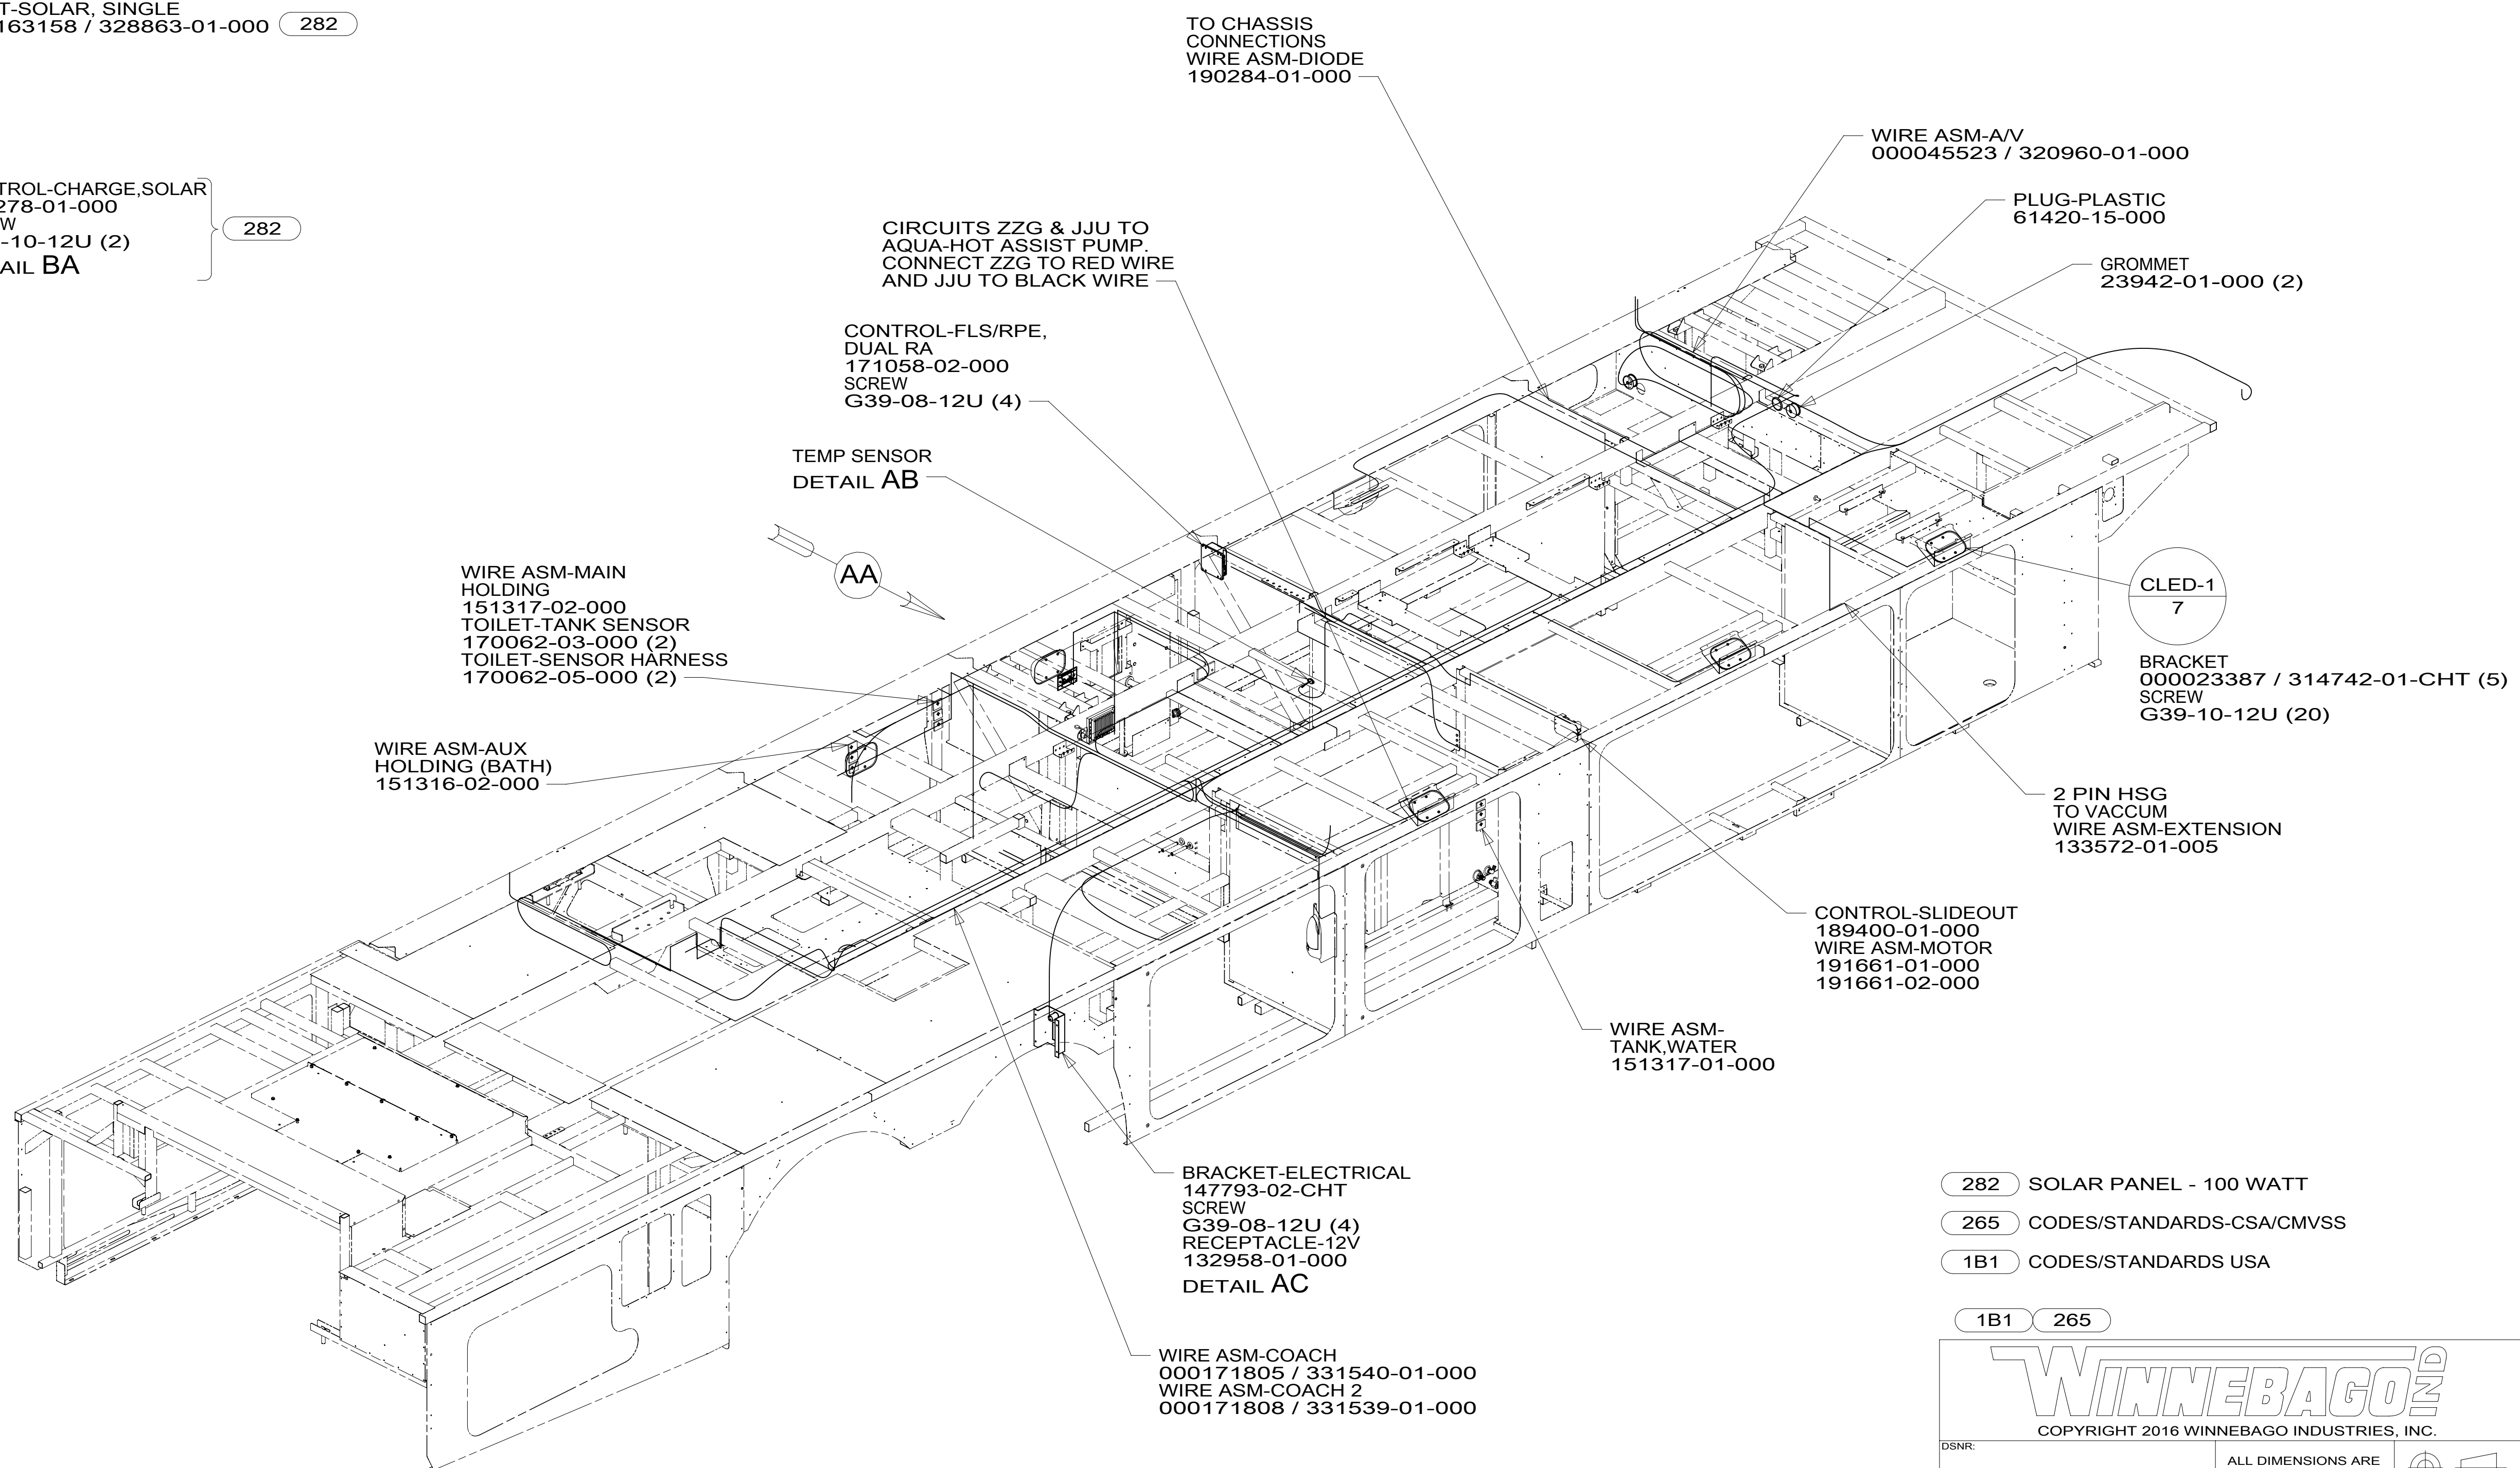 T-SOLAR, SINGLE
163158 / 328863-01-000 282
TROL-CHARGE,SOLAR
278-01-000
W
-10-12U (2)
AIL BA
282
TO CHASSIS
CONNECTIONS
WIRE ASM-DIODE
190284-01-000
WIRE ASM-A/V
000045523 / 320960-01-000
PLUG-PLASTIC
61420-15-000
GROMMET
23942-01-000 (2)
CIRCUITS ZZG & JJU TO
AQUA-HOT ASSIST PUMP.
CONNECT ZZG TO RED WIRE
AND JJU TO BLACK WIRE
CONTROL-FLS/RPE,
DUAL RA
171058-02-000
SCREW
G39-08-12U (4)
TEMP SENSOR
DETAIL AB
AA
WIRE ASM-MAIN
HOLDING
151317-02-000
TOILET-TANK SENSOR
170062-03-000 (2)
TOILET-SENSOR HARNESS
170062-05-000 (2)
WIRE ASM-AUX
HOLDING (BATH)
151316-02-000
CLED-1
7
BRACKET
000023387 / 314742-01-CHT (5)
SCREW
G39-10-12U (20)
2 PIN HSG
TO VACCUM
WIRE ASM-EXTENSION
133572-01-005
CONTROL-SLIDEOUT
189400-01-000
WIRE ASM-MOTOR
191661-01-000
191661-02-000
WIRE ASM-
TANK,WATER
151317-01-000
BRACKET-ELECTRICAL
147793-02-CHT
SCREW
G39-08-12U (4)
RECEPTACLE-12V
132958-01-000
DETAIL AC
WIRE ASM-COACH
000171805 / 331540-01-000
WIRE ASM-COACH 2
000171808 / 331539-01-000
282 SOLAR PANEL - 100 WATT
265 CODES/STANDARDS-CSA/CMVSS
1B1 CODES/STANDARDS USA
1B1 265
WINNEBAGO IND
COPYRIGHT 2016 WINNEBAGO INDUSTRIES, INC.
DSNR:
ALL DIMENSIONS ARE